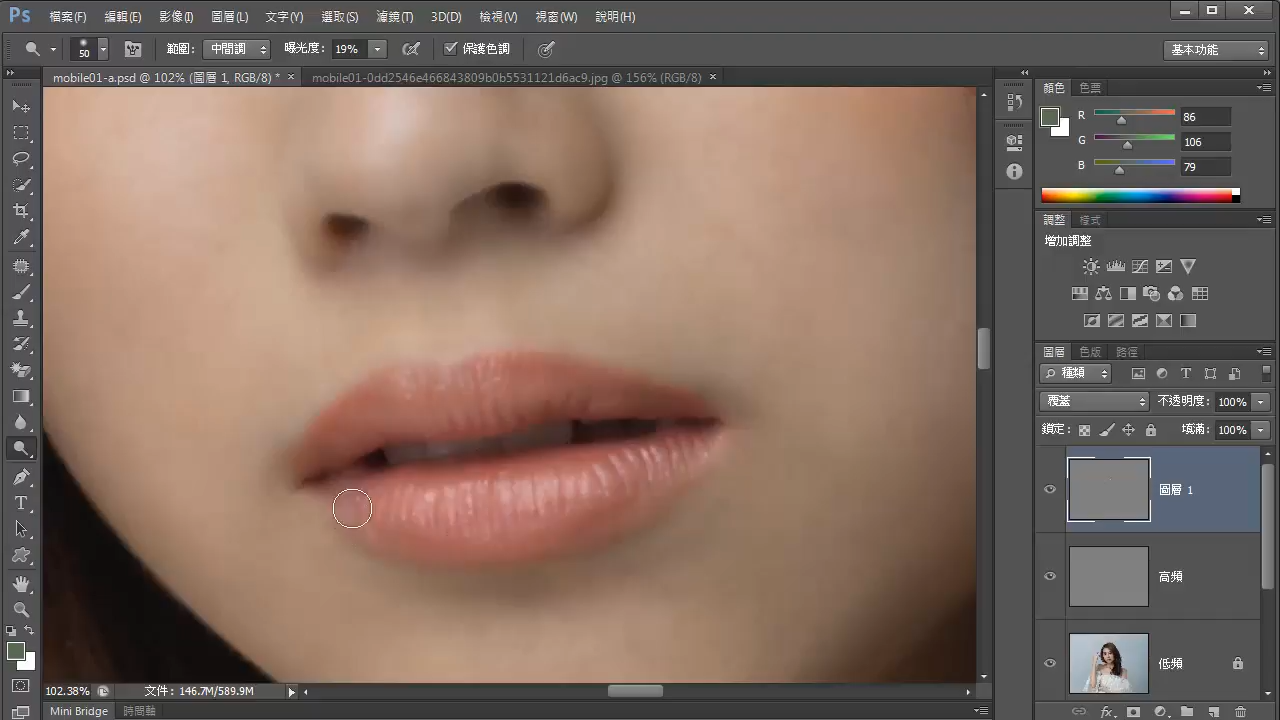 Ps 檔案(F) 編輯(E) 影像(I) 圖層(L) 文字(Y) 選取(S) 濾鏡(T) 3D(D) 檢視(V) 視窗(W) 說明(H)
50 範圍: 中間調 曝光度: 19% 保護色調 基本功能
mobile01-a.psd @ 102% (圖層 1, RGB/8) * × mobile01-0dd2546e466843809b0b5531121d6ac9.jpg @ 156% (RGB/8) ×
顏色 色票
R 86
G 106
B 79
調整 樣式
增加調整
圖層 色版 路徑
種類
覆蓋 不透明度: 100%
鎖定: 填滿: 100%
圖層 1
高頻
低頻
102.38% 文件: 146.7M/589.9M
Mini Bridge 時間軸
fx